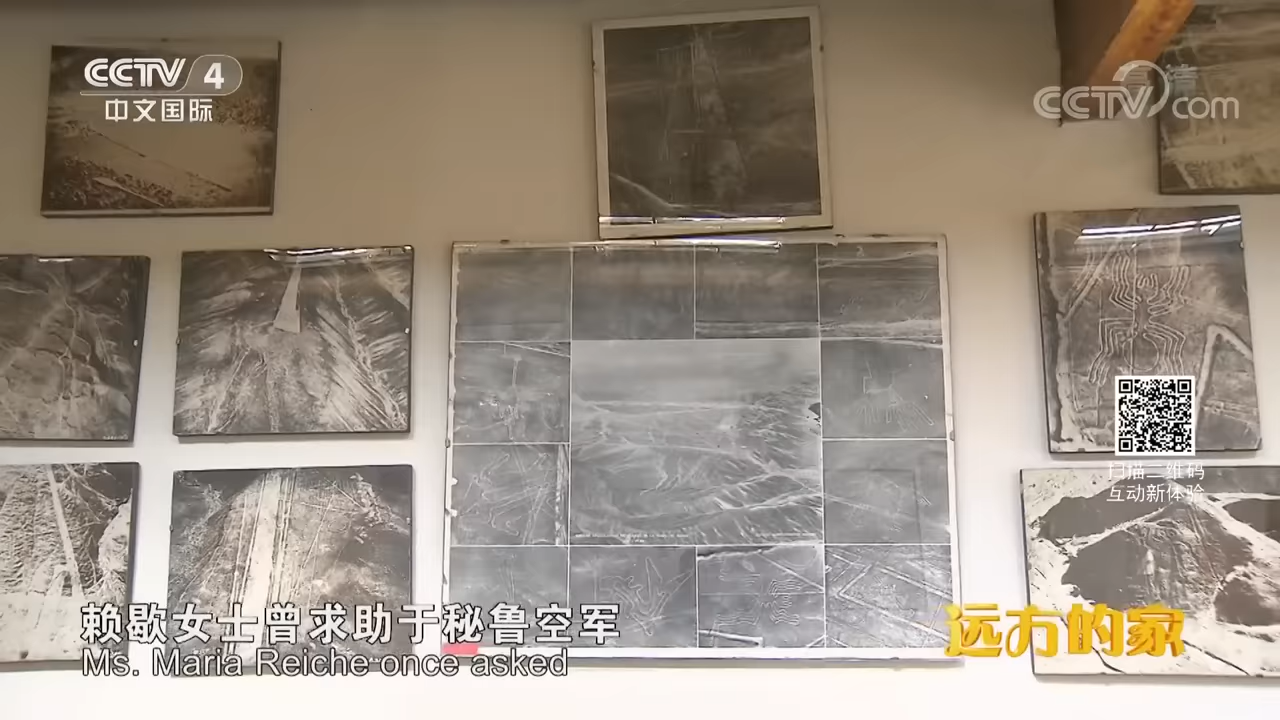 CCTV 4
中文国际
高清
CCTV com
扫描二维码
互动新体验
赖歇女士曾求助于秘鲁空军
Ms. Maria Reiche once asked
远方的家